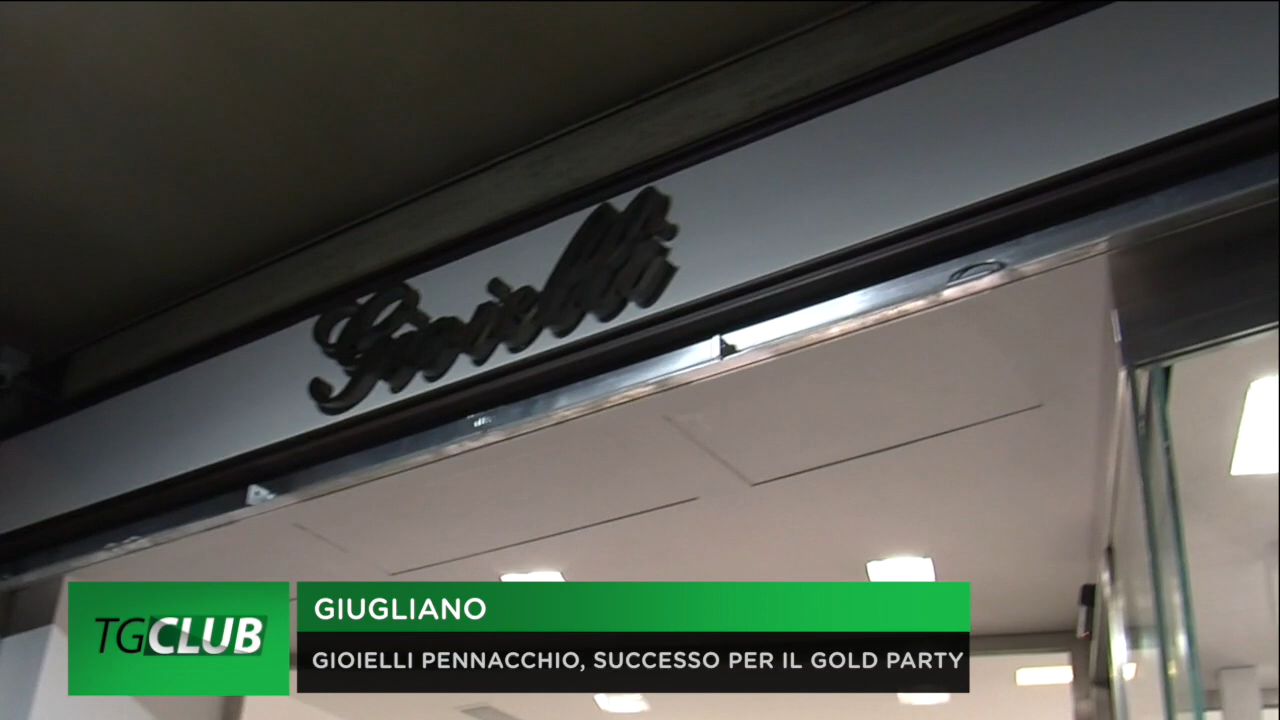 Gioielli
GIUGLIANO
TGCLUB
GIOIELLI PENNACCHIO, SUCCESSO PER IL GOLD PARTY